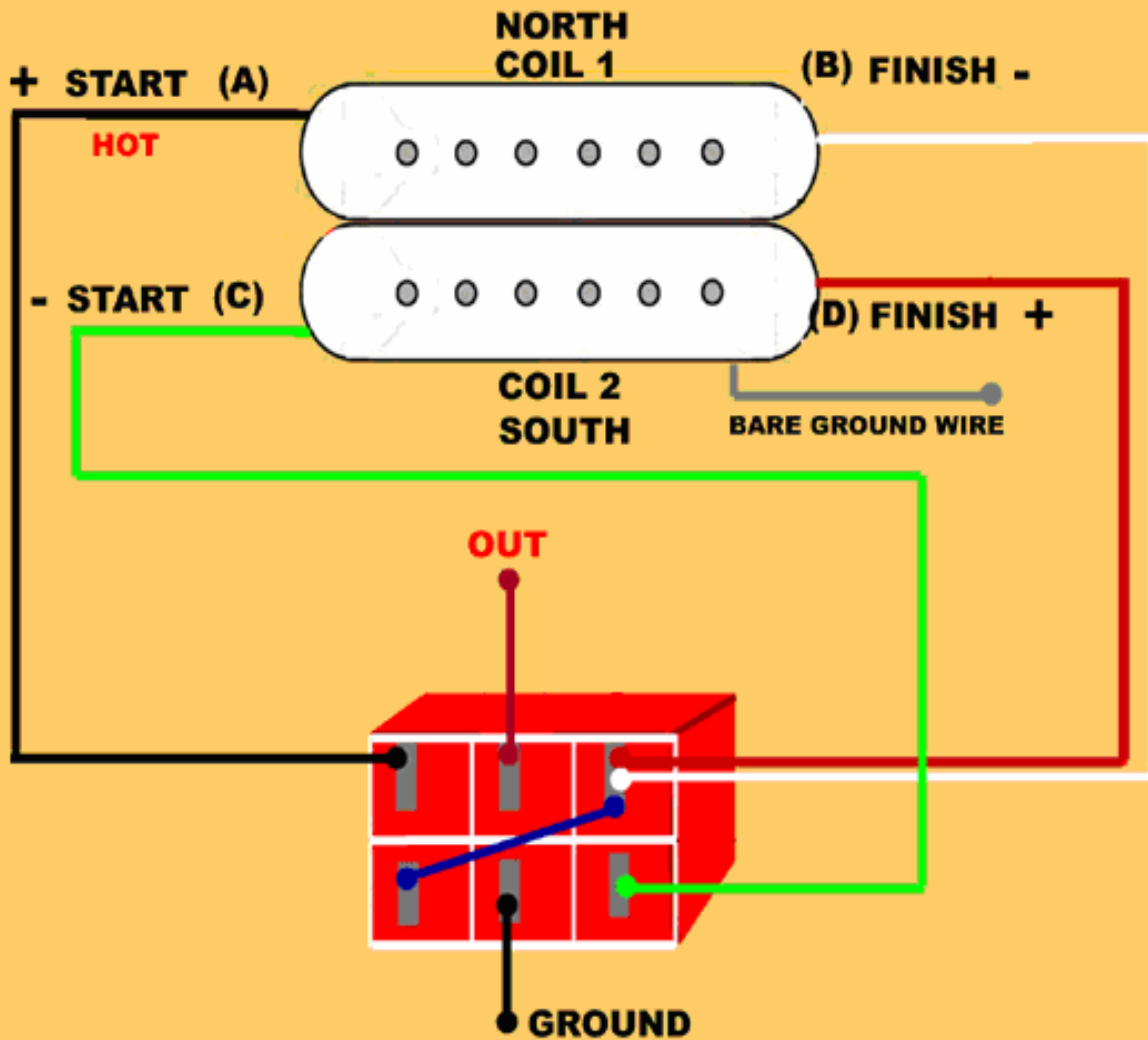 NORTH
COIL 1
+ START (A)
(B) FINISH -
HOT
- START (C)
(D) FINISH +
COIL 2
SOUTH
BARE GROUND WIRE
OUT
GROUND